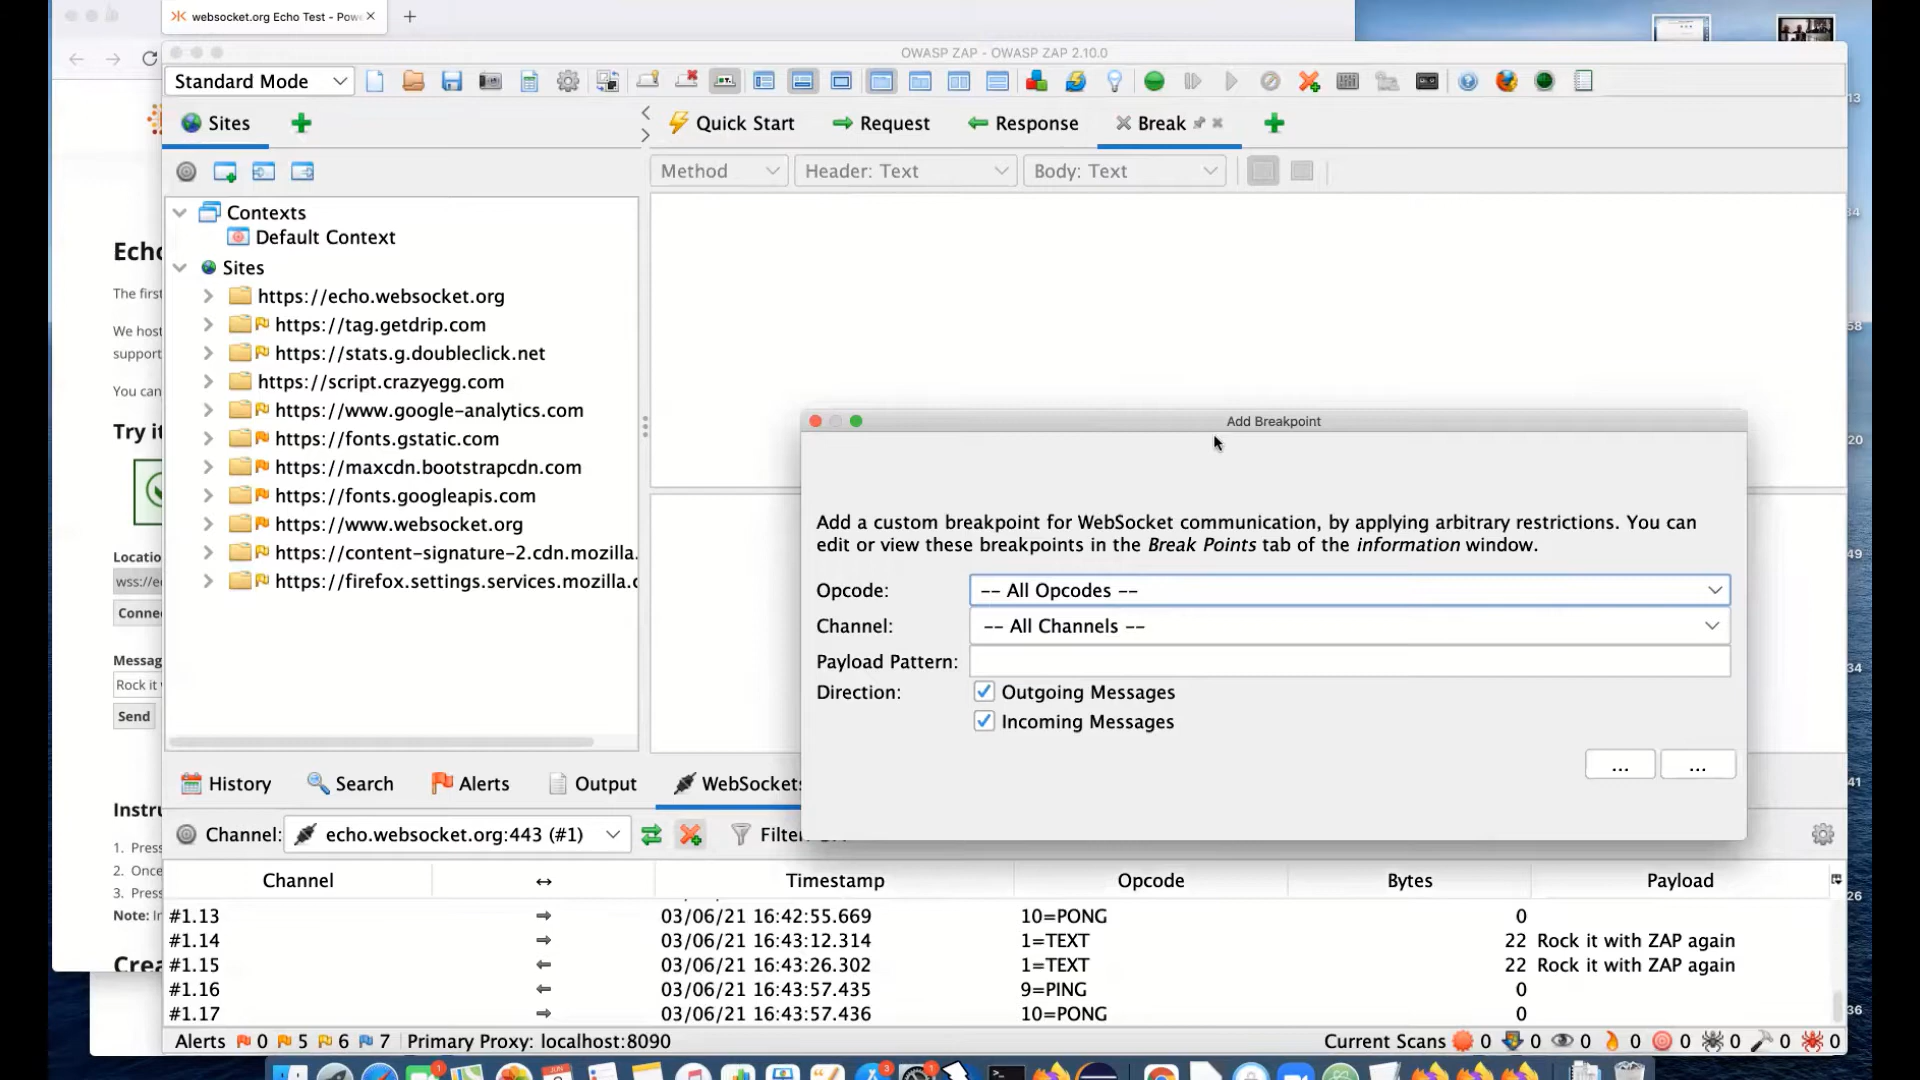 websocket.org Echo Test - Pow
OWASP ZAP - OWASP ZAP 2.10.0
Standard Mode
Sites
Quick Start
Request
Response
Break
Method
Header: Text
Body: Text
Contexts
Default Context
Sites
https://echo.websocket.org
https://tag.getdrip.com
https://stats.g.doubleclick.net
https://script.crazyegg.com
https://www.google-analytics.com
https://fonts.gstatic.com
https://maxcdn.bootstrapcdn.com
https://fonts.googleapis.com
https://www.websocket.org
https://content-signature-2.cdn.mozilla.
https://firefox.settings.services.mozilla.c
Echo
The first
We host
support
You can
Try it
Locatio
wss://e
Connec
Messag
Rock it
Send
Instru
1. Press
2. Once
3. Press
Note: In
Crea
Add Breakpoint
Add a custom breakpoint for WebSocket communication, by applying arbitrary restrictions. You can
edit or view these breakpoints in the Break Points tab of the information window.
Opcode: -- All Opcodes --
Channel: -- All Channels --
Payload Pattern:
Direction: Outgoing Messages
Incoming Messages
... ...
History
Search
Alerts
Output
WebSockets
Channel: echo.websocket.org:443 (#1)
Filter:
Channel ↔ Timestamp Opcode Bytes Payload
#1.13 → 03/06/21 16:42:55.669 10=PONG 0
#1.14 → 03/06/21 16:43:12.314 1=TEXT 22 Rock it with ZAP again
#1.15 ← 03/06/21 16:43:26.302 1=TEXT 22 Rock it with ZAP again
#1.16 ← 03/06/21 16:43:57.435 9=PING 0
#1.17 → 03/06/21 16:43:57.436 10=PONG 0
Alerts 0 5 6 7 Primary Proxy: localhost:8090
Current Scans 0 0 0 0 0 0 0 0